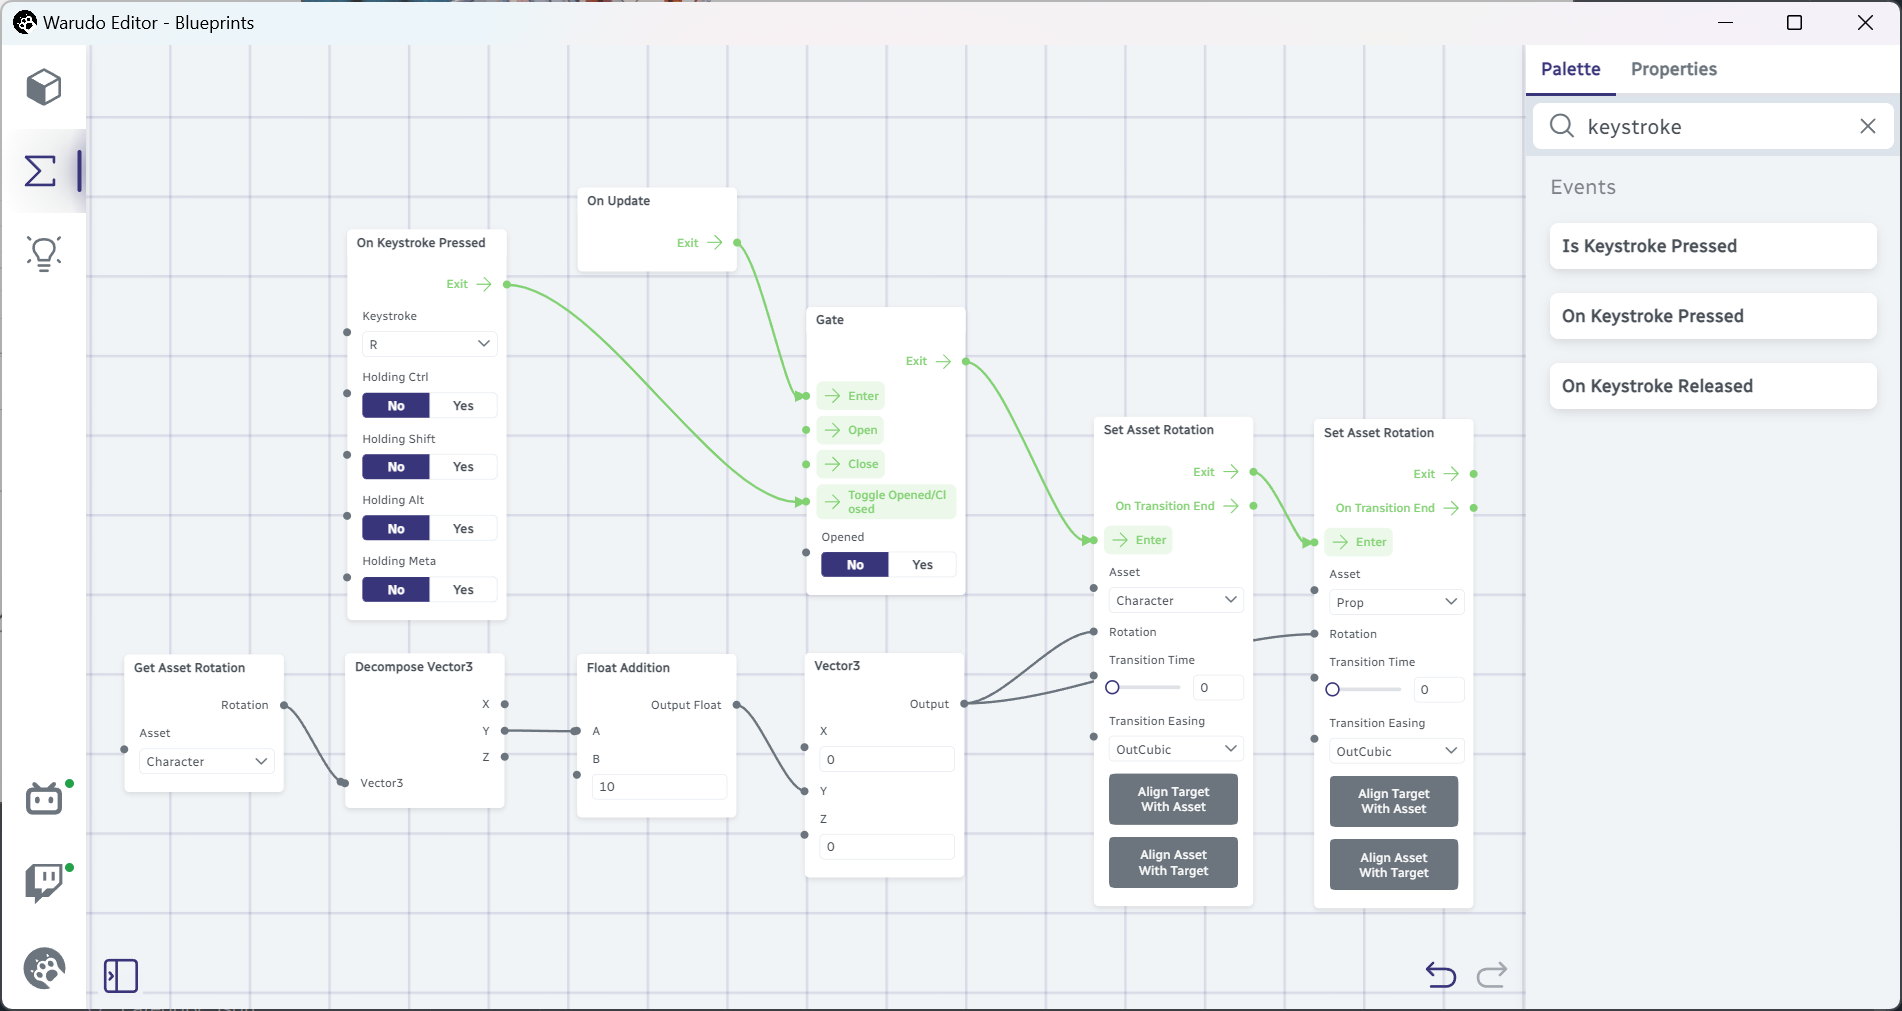 Warudo Editor - Blueprints
Palette
Properties
keystroke
Events
Is Keystroke Pressed
On Keystroke Pressed
On Keystroke Released
On Update
Exit
On Keystroke Pressed
Exit
Keystroke
R
Holding Ctrl
No
Yes
Holding Shift
No
Yes
Holding Alt
No
Yes
Holding Meta
No
Yes
Gate
Exit
Enter
Open
Close
Toggle Opened/Cl
osed
Opened
No
Yes
Set Asset Rotation
Exit
On Transition End
Enter
Asset
Character
Rotation
Transition Time
0
Transition Easing
OutCubic
Align Target
With Asset
Align Asset
With Target
Set Asset Rotation
Exit
On Transition End
Enter
Asset
Prop
Rotation
Transition Time
0
Transition Easing
OutCubic
Align Target
With Asset
Align Asset
With Target
Get Asset Rotation
Rotation
Asset
Character
Decompose Vector3
X
Y
Z
Vector3
Float Addition
Output Float
A
B
10
Vector3
Output
X
0
Y
Z
0